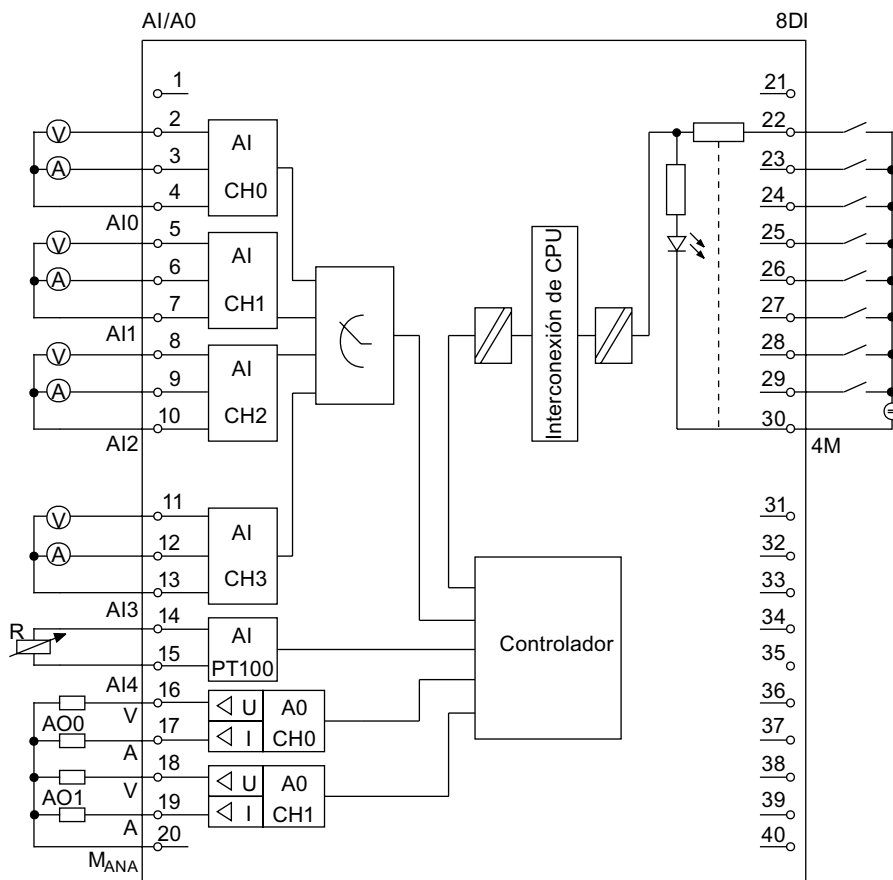 AI/A0
8DI
1
2
V
3
A
4
AI
CH0
AI0
5
V
6
A
7
AI
CH1
AI1
8
V
9
A
10
AI
CH2
AI2
11
V
12
A
13
AI
CH3
AI3
14
R
15
AI
PT100
AI4
16
V
AO0
17
A
U
I
A0
CH0
18
V
AO1
19
A
U
I
A0
CH1
20
MANA
Interconexión de CPU
Controlador
21
22
23
24
25
26
27
28
29
30
4M
31
32
33
34
35
36
37
38
39
40